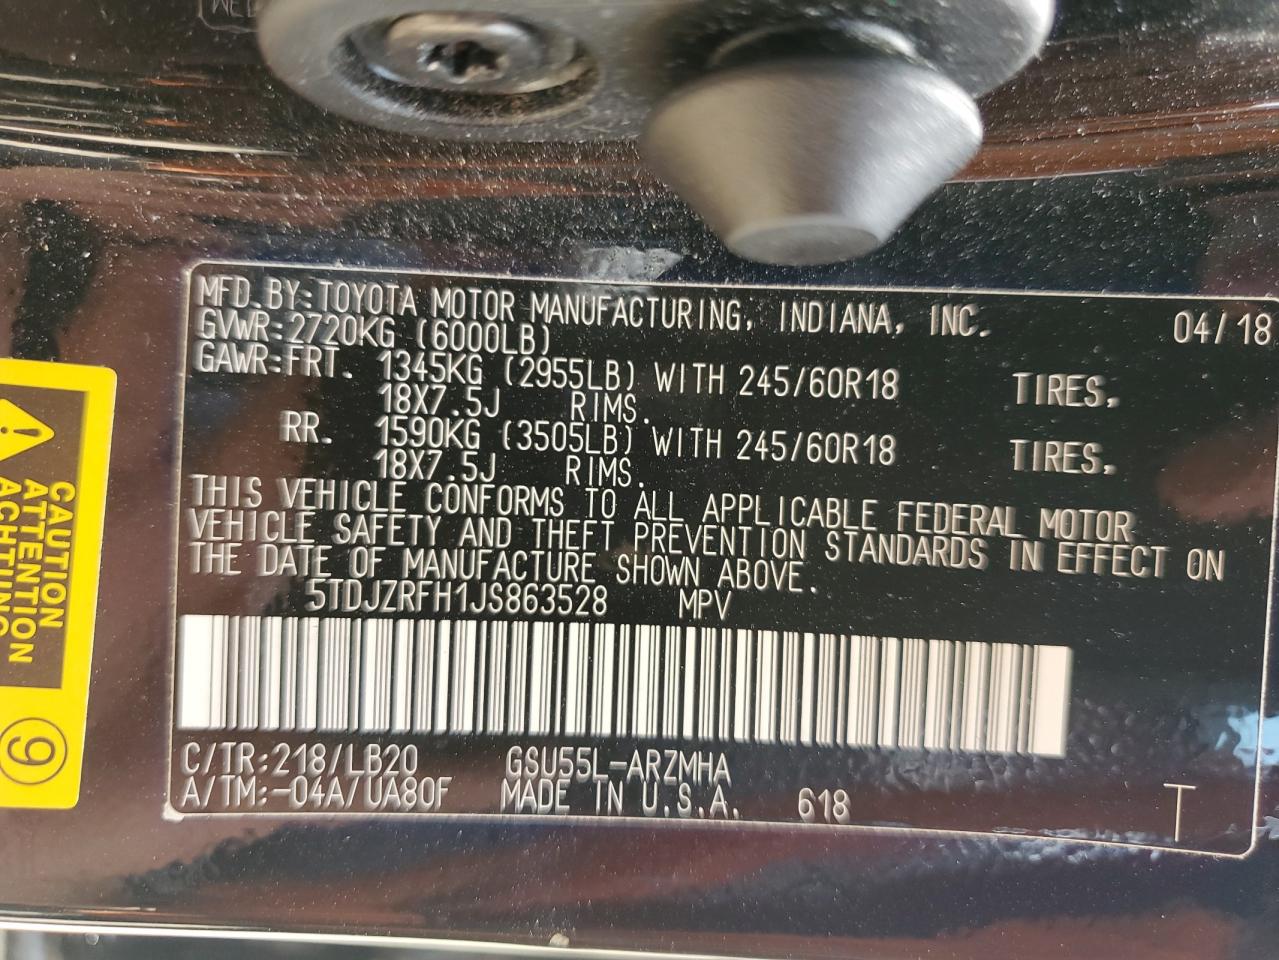 MFD.BY:TOYOTA MOTOR MANUFACTURING, INDIANA, INC. 04/18
GVWR:2720KG (6000LB)
GAWR:FRT. 1345KG (2955LB) WITH 245/60R18 TIRES.
18X7.5J RIMS.
RR. 1590KG (3505LB) WITH 245/60R18 TIRES.
18X7.5J RIMS.
THIS VEHICLE CONFORMS TO ALL APPLICABLE FEDERAL MOTOR
VEHICLE SAFETY AND THEFT PREVENTION STANDARDS IN EFFECT ON
THE DATE OF MANUFACTURE SHOWN ABOVE.
5TDJZRFH1JS863528 MPV
C/TR:218/LB20 GSU55L-ARZMHA
A/TM:-04A/UA80F MADE IN U.S.A. 618 T
CAUTION
ATTENTION
ACHTUNG
9